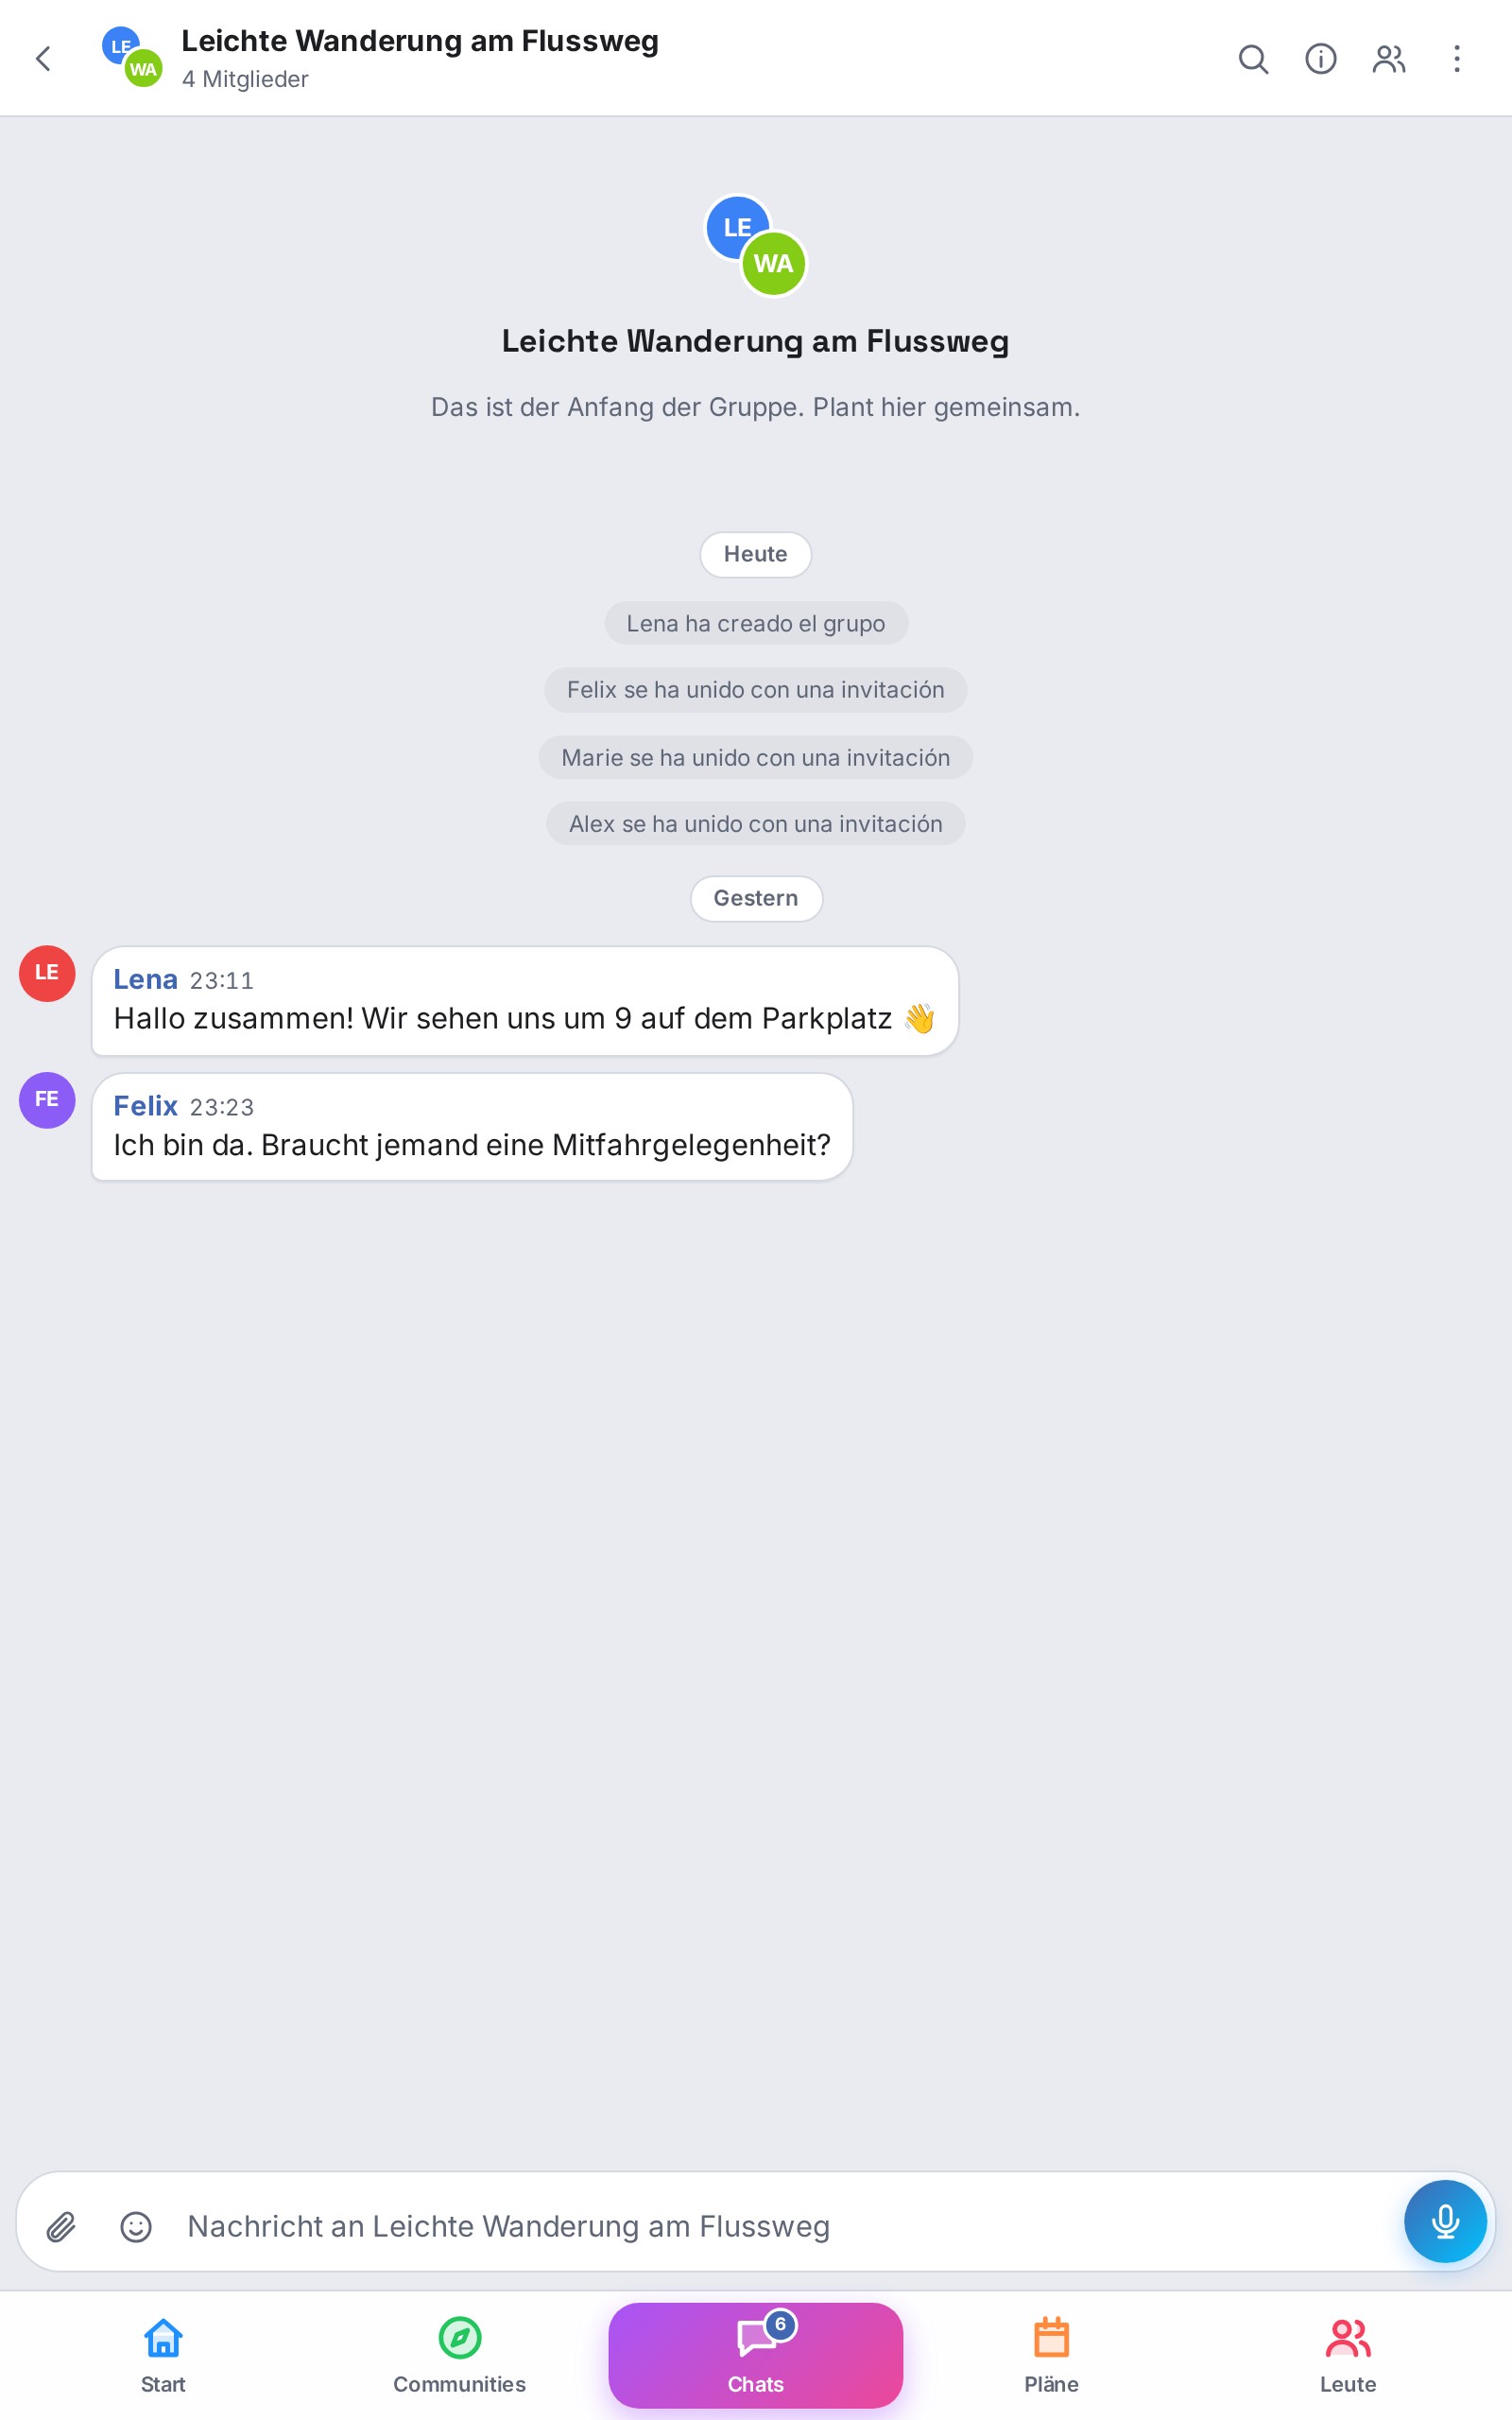 LE
WA
Leichte Wanderung am Flussweg
4 Mitglieder
LE
WA
Leichte Wanderung am Flussweg
Das ist der Anfang der Gruppe. Plant hier gemeinsam.
Heute
Lena ha creado el grupo
Felix se ha unido con una invitación
Marie se ha unido con una invitación
Alex se ha unido con una invitación
Gestern
LE
Lena 23:11
Hallo zusammen! Wir sehen uns um 9 auf dem Parkplatz 👋
FE
Felix 23:23
Ich bin da. Braucht jemand eine Mitfahrgelegenheit?
Nachricht an Leichte Wanderung am Flussweg
6
Start
Communities
Chats
Pläne
Leute